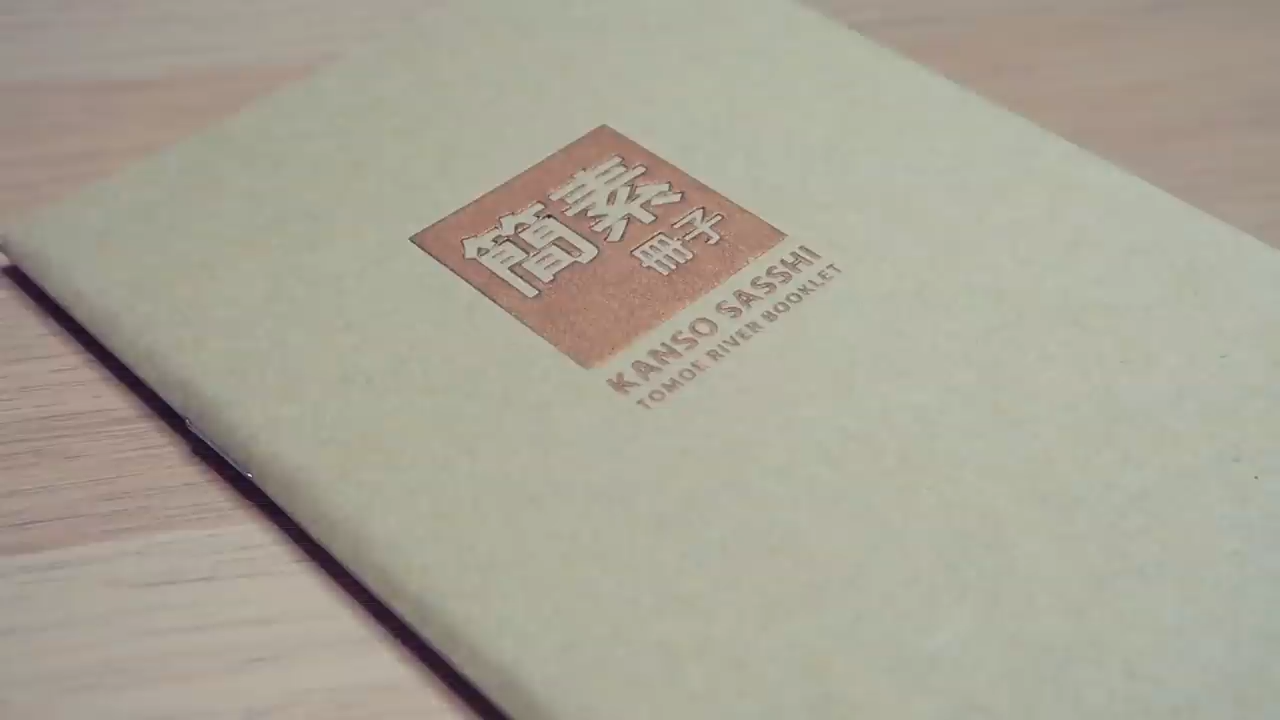 簡素
冊子
KANSO SASSHI
TOMOE RIVER BOOKLET